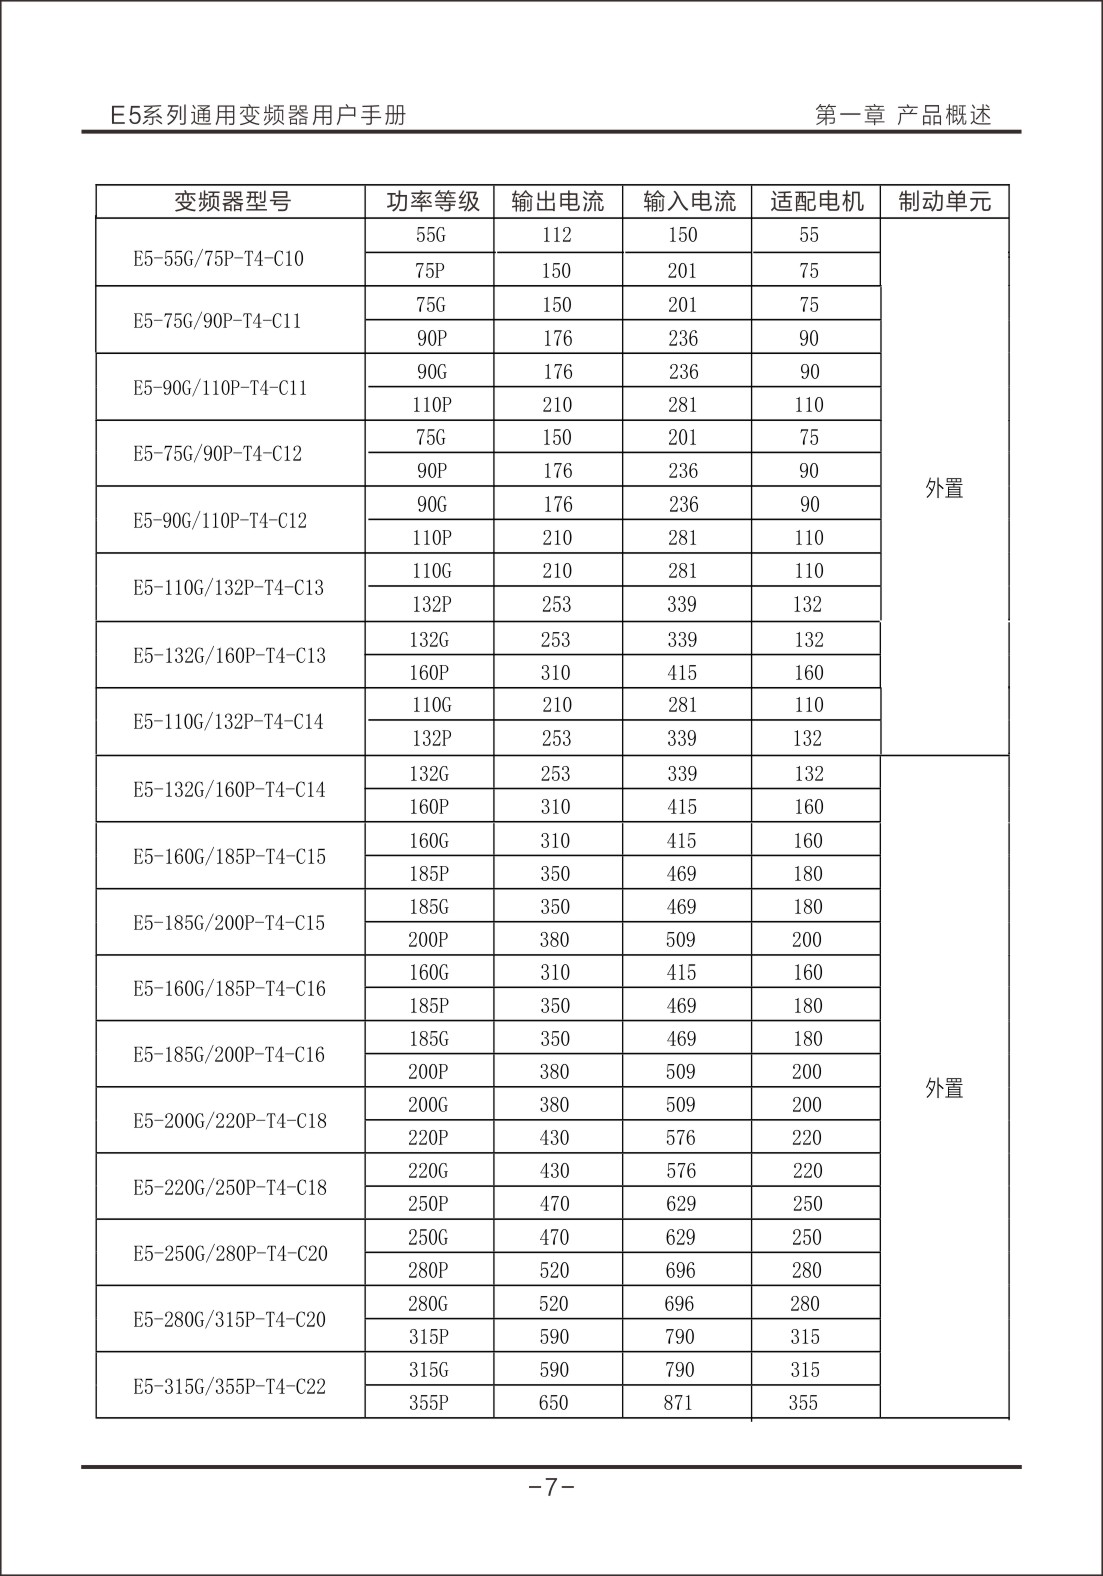 E5系列通用变频器用户手册 第一章 产品概述
变频器型号 功率等级 输出电流 输入电流 适配电机 制动单元
E5-55G/75P-T4-C10 55G 112 150 55
75P 150 201 75
E5-75G/90P-T4-C11 75G 150 201 75
90P 176 236 90
E5-90G/110P-T4-C11 90G 176 236 90
110P 210 281 110
E5-75G/90P-T4-C12 75G 150 201 75
90P 176 236 90
外置
E5-90G/110P-T4-C12 90G 176 236 90
110P 210 281 110
E5-110G/132P-T4-C13 110G 210 281 110
132P 253 339 132
E5-132G/160P-T4-C13 132G 253 339 132
160P 310 415 160
E5-110G/132P-T4-C14 110G 210 281 110
132P 253 339 132
E5-132G/160P-T4-C14 132G 253 339 132
160P 310 415 160
E5-160G/185P-T4-C15 160G 310 415 160
185P 350 469 180
E5-185G/200P-T4-C15 185G 350 469 180
200P 380 509 200
E5-160G/185P-T4-C16 160G 310 415 160
185P 350 469 180
E5-185G/200P-T4-C16 185G 350 469 180
200P 380 509 200
外置
E5-200G/220P-T4-C18 200G 380 509 200
220P 430 576 220
E5-220G/250P-T4-C18 220G 430 576 220
250P 470 629 250
E5-250G/280P-T4-C20 250G 470 629 250
280P 520 696 280
E5-280G/315P-T4-C20 280G 520 696 280
315P 590 790 315
E5-315G/355P-T4-C22 315G 590 790 315
355P 650 871 355
-7-